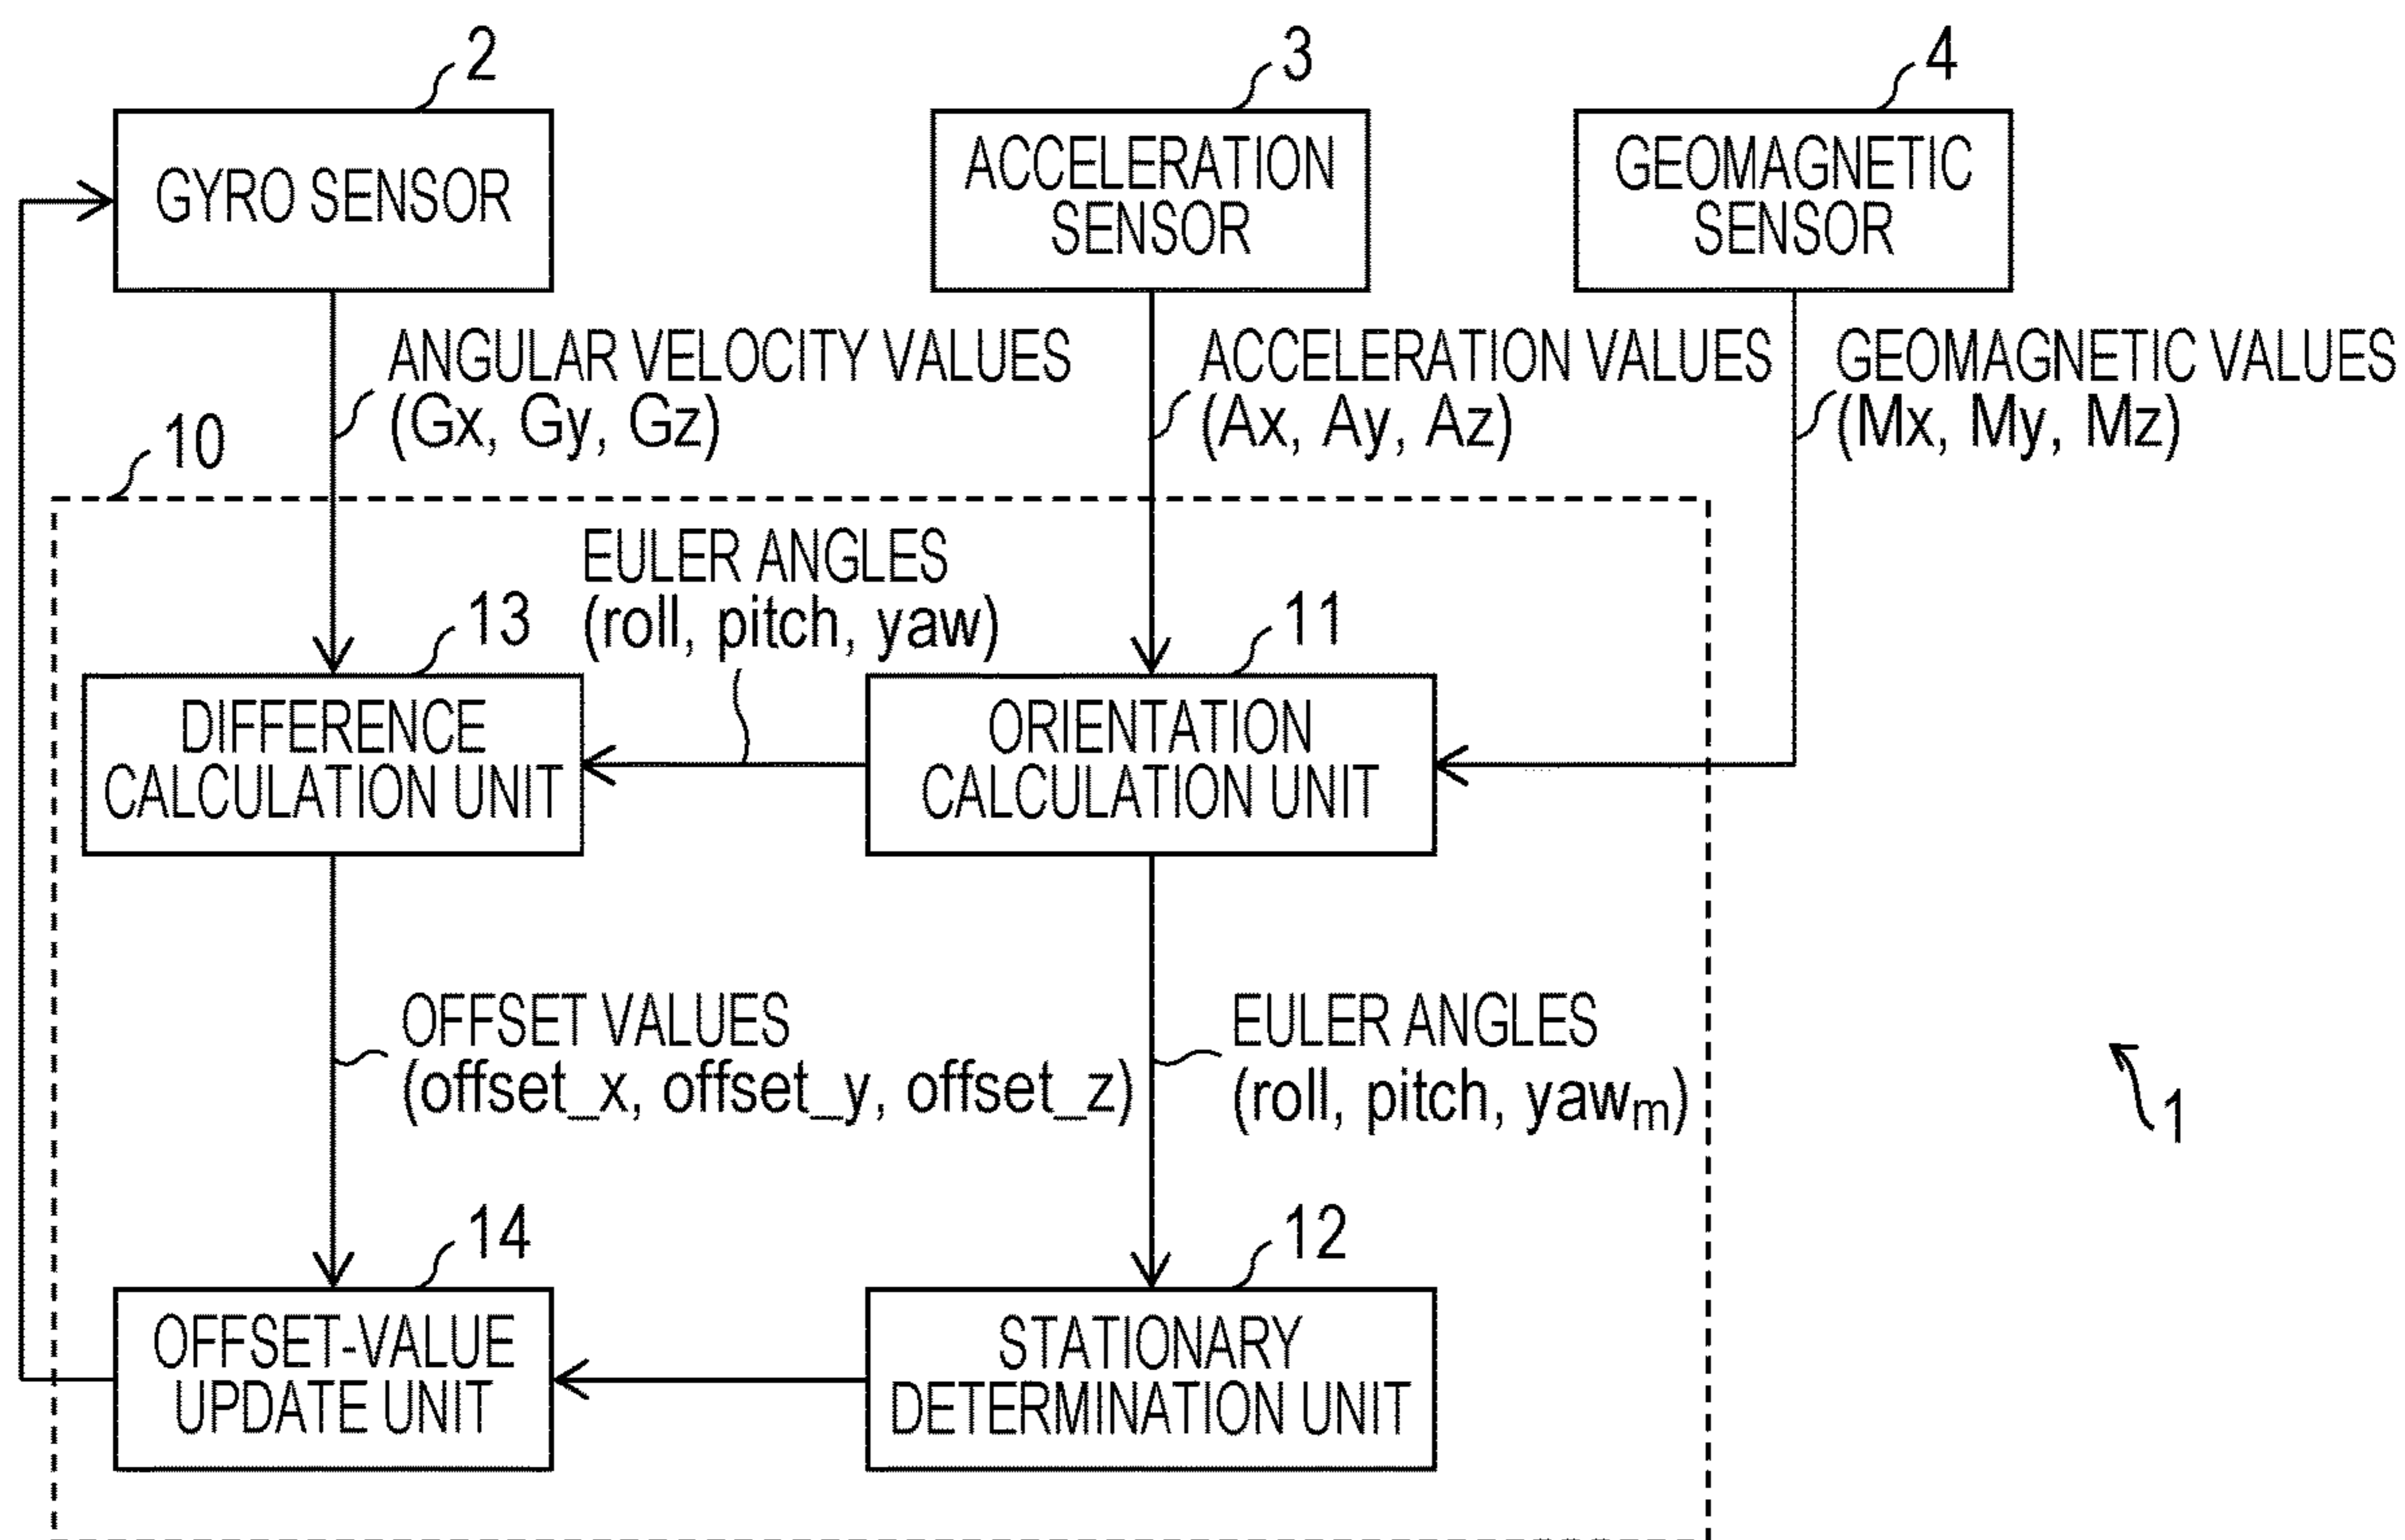 2
3
4
GYRO SENSOR
ACCELERATION
SENSOR
GEOMAGNETIC
SENSOR
ANGULAR VELOCITY VALUES
(Gx, Gy, Gz)
ACCELERATION VALUES
(Ax, Ay, Az)
GEOMAGNETIC VALUES
(Mx, My, Mz)
10
EULER ANGLES
(roll, pitch, yaw)
13
11
DIFFERENCE
CALCULATION UNIT
ORIENTATION
CALCULATION UNIT
OFFSET VALUES
(offset_x, offset_y, offset_z)
EULER ANGLES
(roll, pitch, yawm)
1
14
12
OFFSET-VALUE
UPDATE UNIT
STATIONARY
DETERMINATION UNIT